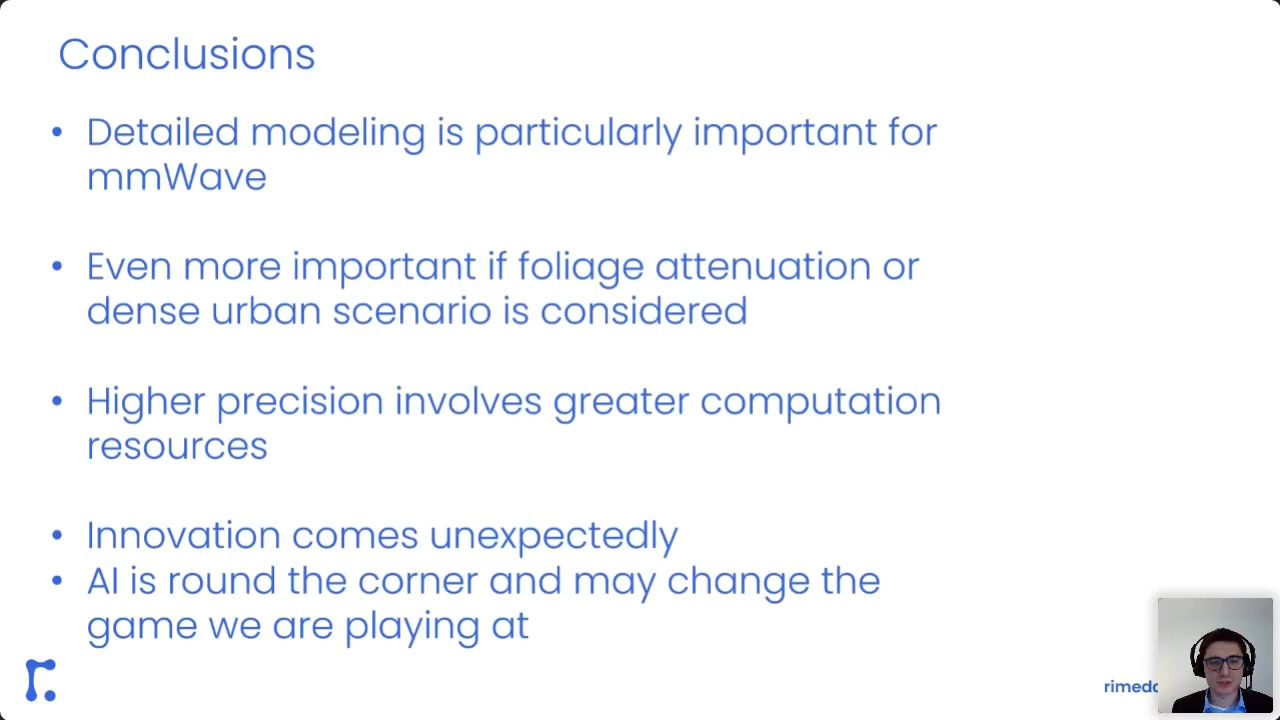 Conclusions
• Detailed modeling is particularly important for
mmWave
• Even more important if foliage attenuation or
dense urban scenario is considered
• Higher precision involves greater computation
resources
• Innovation comes unexpectedly
• AI is round the corner and may change the
game we are playing at